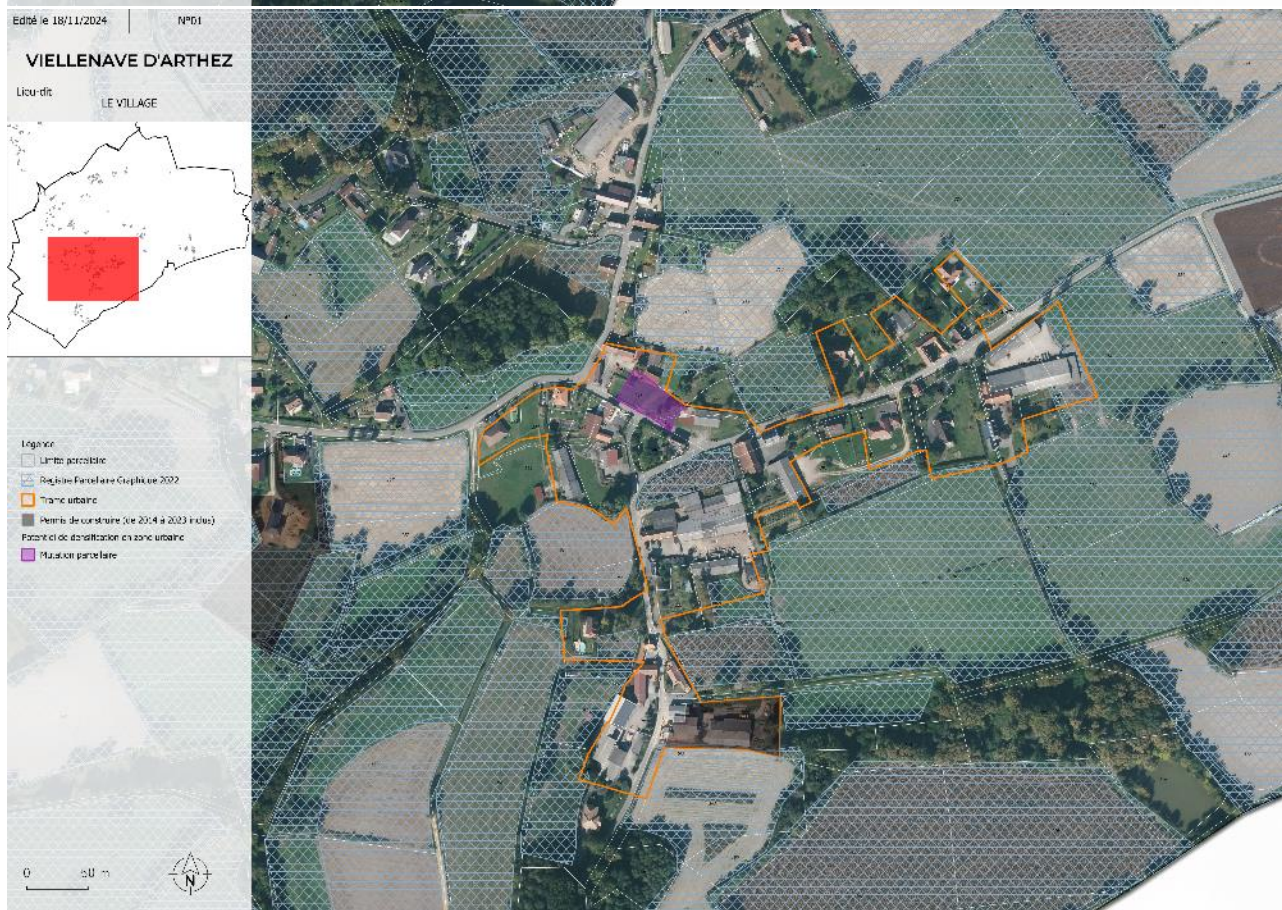 Edité le 18/11/2024
N°01
VIELLENAVE D'ARTHEZ
Lieu-dit
LE VILLAGE
Légende
Limite parcellaire
Registre Parcellaire Graphique 2022
Trame urbaine
Permis de construire (de 2014 à 2023 inclus)
Potentiel de densification en zone urbaine
Mutation parcellaire
0 50 m
N